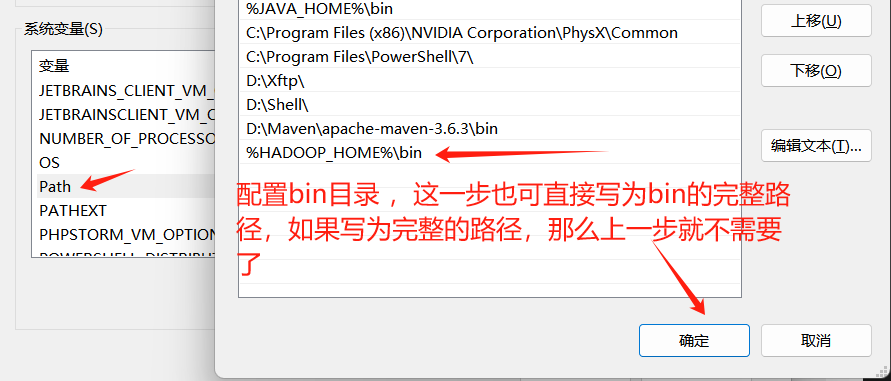 系统变量(S)
变量
JETBRAINS_CLIENT_VM_
JETBRAINSCLIENT_VM_O
NUMBER_OF_PROCESSO
OS
Path
PATHEXT
PHPSTORM_VM_OPTION
POWERSHELL_DISTRIBUT
%JAVA_HOME%\bin
C:\Program Files (x86)\NVIDIA Corporation\PhysX\Common
C:\Program Files\PowerShell\7\
D:\Xftp\
D:\Shell\
D:\Maven\apache-maven-3.6.3\bin
%HADOOP_HOME%\bin
配置bin目录 ，这一步也可直接写为bin的完整路
径，如果写为完整的路径，那么上一步就不需要
了
上移(U)
下移(O)
编辑文本(T)...
确定
取消